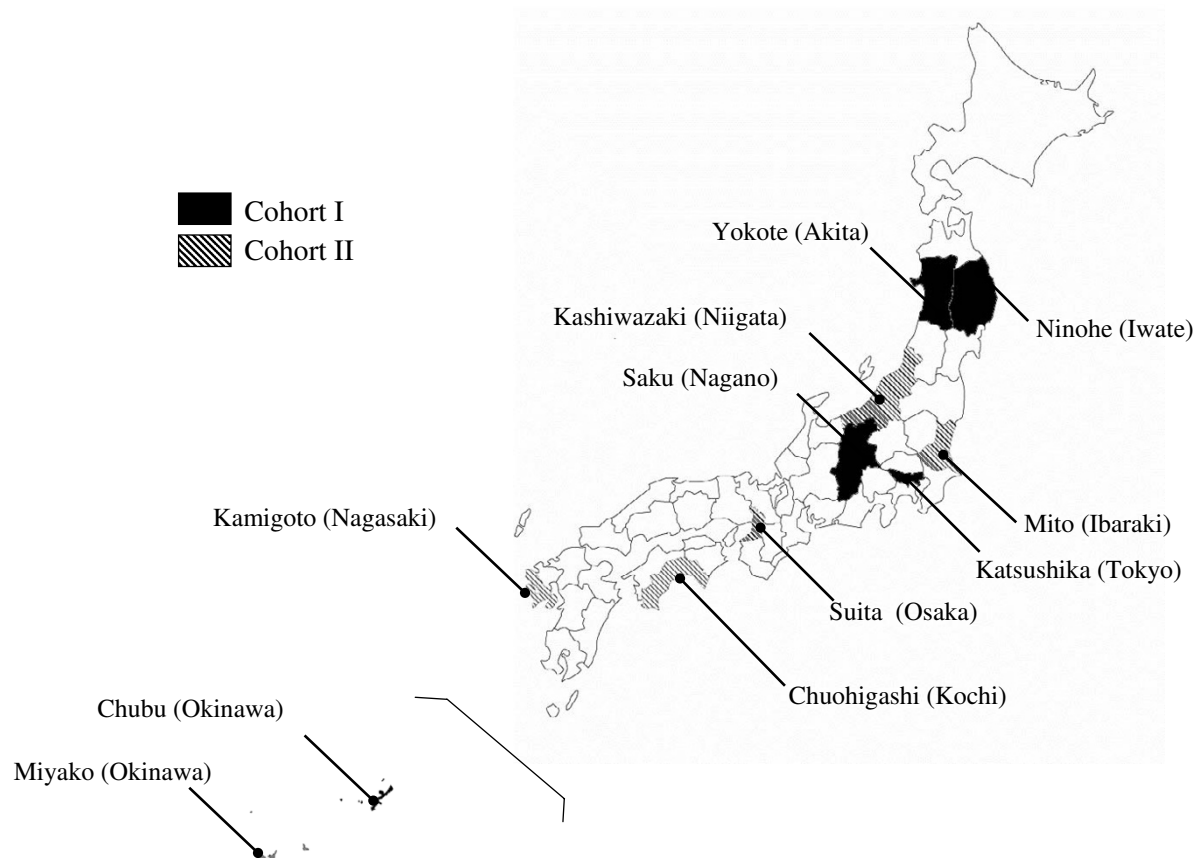 Cohort I
Cohort II
Yokote (Akita)
Ninohe (Iwate)
Kashiwazaki (Niigata)
Saku (Nagano)
Kamigoto (Nagasaki)
Mito (Ibaraki)
Katsushika (Tokyo)
Suita (Osaka)
Chuohigashi (Kochi)
Chubu (Okinawa)
Miyako (Okinawa)